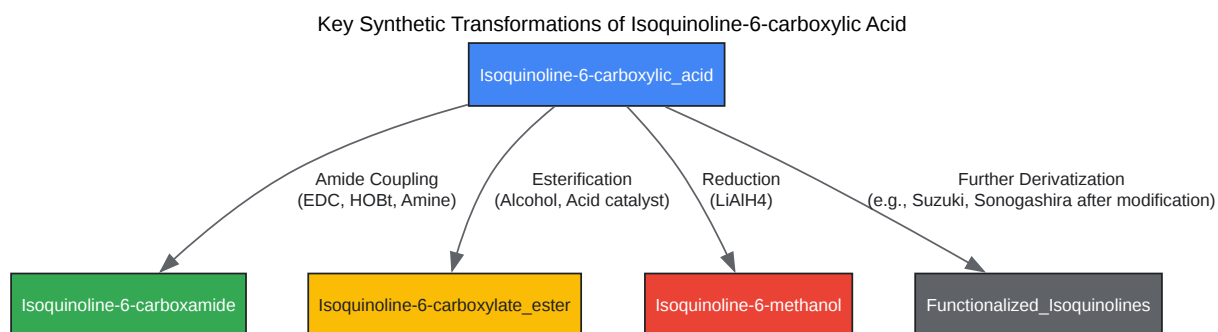 Key Synthetic Transformations of Isoquinoline-6-carboxylic Acid
Isoquinoline-6-carboxylic_acid
Amide Coupling
(EDC, HOBt, Amine)
Esterification
(Alcohol, Acid catalyst)
Reduction
(LiAlH4)
Further Derivatization
(e.g., Suzuki, Sonogashira after modification)
Isoquinoline-6-carboxamide
Isoquinoline-6-carboxylate_ester
Isoquinoline-6-methanol
Functionalized_Isoquinolines